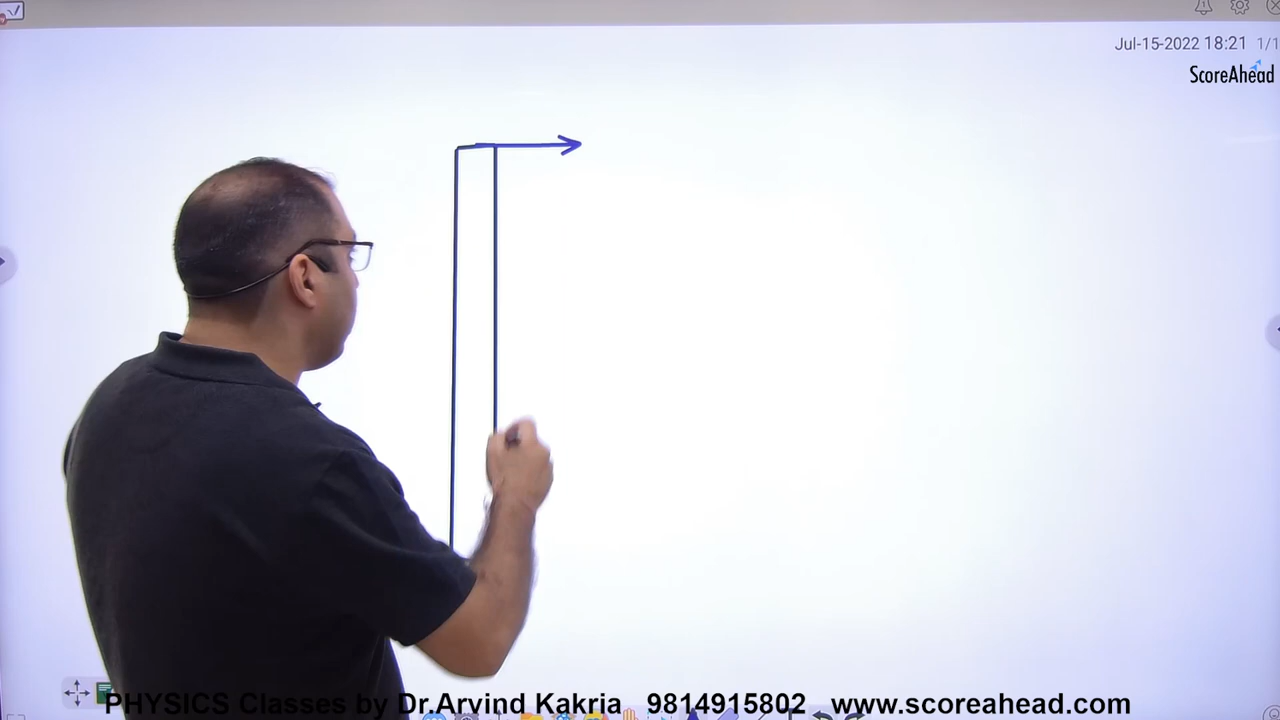 Jul-15-2022 18:21 1/1
ScoreAhead
PHYSICS Classes by Dr.Arvind Kakria 9814915802 www.scoreahead.com